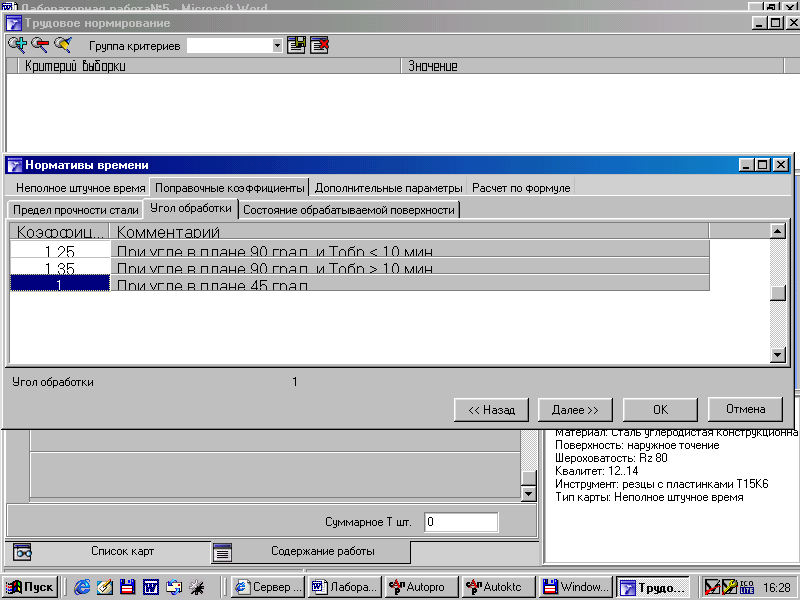 Лабораторная работа№5 - Microsoft Word
Трудовое нормирование
Группа критериев
Критерий выборки Значение
Нормативы времени
Неполное штучное время Поправочные коэффициенты Дополнительные параметры Расчет по формуле
Предел прочности стали Угол обработки Состояние обрабатываемой поверхности
Коэффиц... Комментарий
1.25 При угле в плане 90 град. и Тобр < 10 мин
1.35 При угле в плане 90 град. и Тобр > 10 мин
1 При угле в плане 45 град.
Угол обработки 1
<< Назад Далее >> OK Отмена
Материал: Сталь углеродистая конструкционна
Поверхность: наружное точение
Шероховатость: Rz 80
Квалитет: 12..14
Инструмент: резцы с пластинками Т15К6
Тип карты: Неполное штучное время
Суммарное Т шт. 0
Список карт Содержание работы
Пуск Сервер ... Лабора... Autopro Autoktc Window... Трудо... 16:28